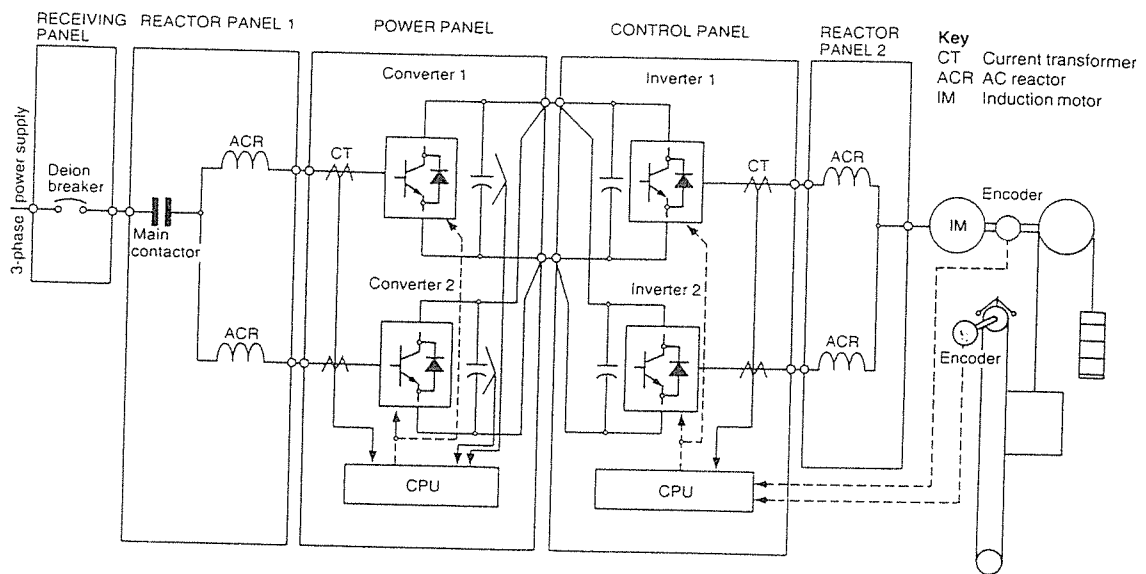 RECEIVING
PANEL
REACTOR PANEL 1
POWER PANEL
CONTROL PANEL
REACTOR
PANEL 2
Key
CT Current transformer
ACR AC reactor
IM Induction motor
Converter 1
Inverter 1
ACR
CT
CT
ACR
3-phase power supply
Deion
breaker
Main
contactor
Encoder
IM
Converter 2
Inverter 2
ACR
ACR
Encoder
CPU
CPU